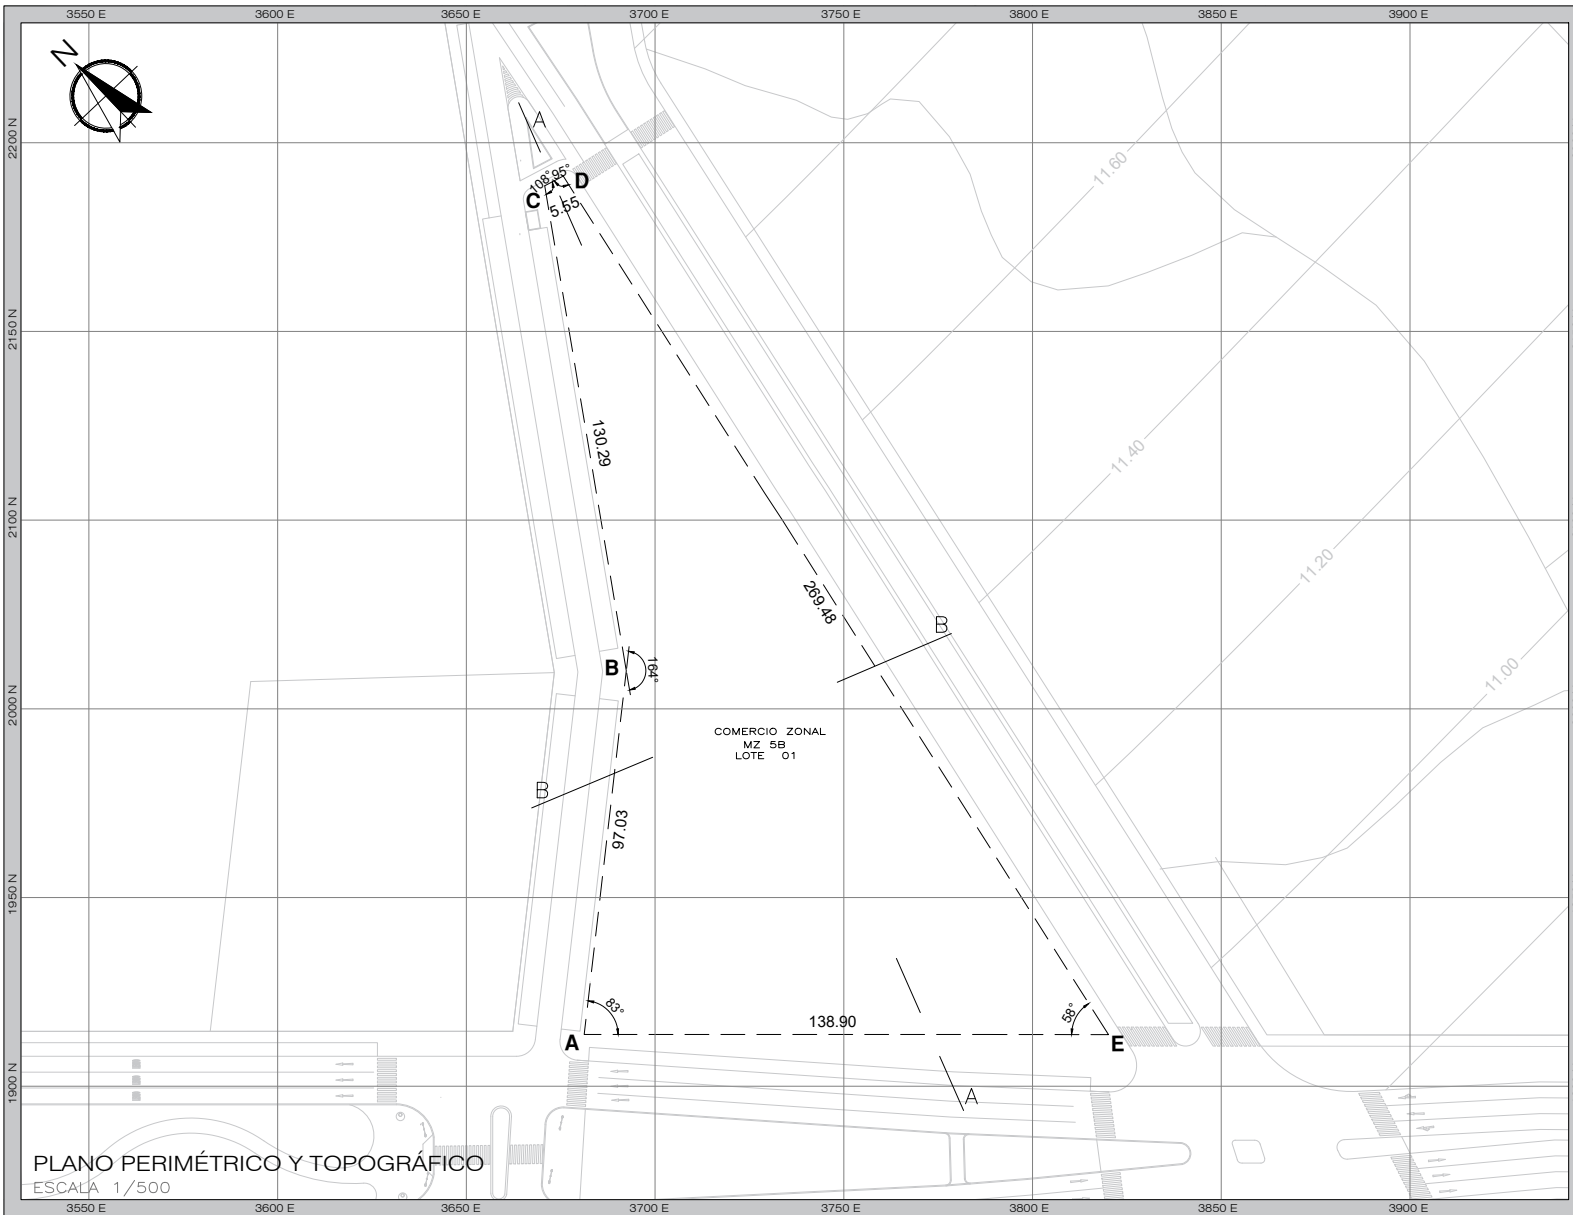 3550 E
3600 E
3650 E
3700 E
3750 E
3800 E
3850 E
3900 E
N
2200 N
A
108°
95°
C
D
5.55
11.60
2150 N
130.29
11.40
2100 N
269.48
11.20
B
B
164°
2000 N
11.00
COMERCIO ZONAL
MZ 5B
LOTE 01
B
97.03
1950 N
83°
138.90
58°
A
E
1900 N
A
PLANO PERIMÉTRICO Y TOPOGRÁFICO
ESCALA 1/500
3550 E
3600 E
3650 E
3700 E
3750 E
3800 E
3850 E
3900 E